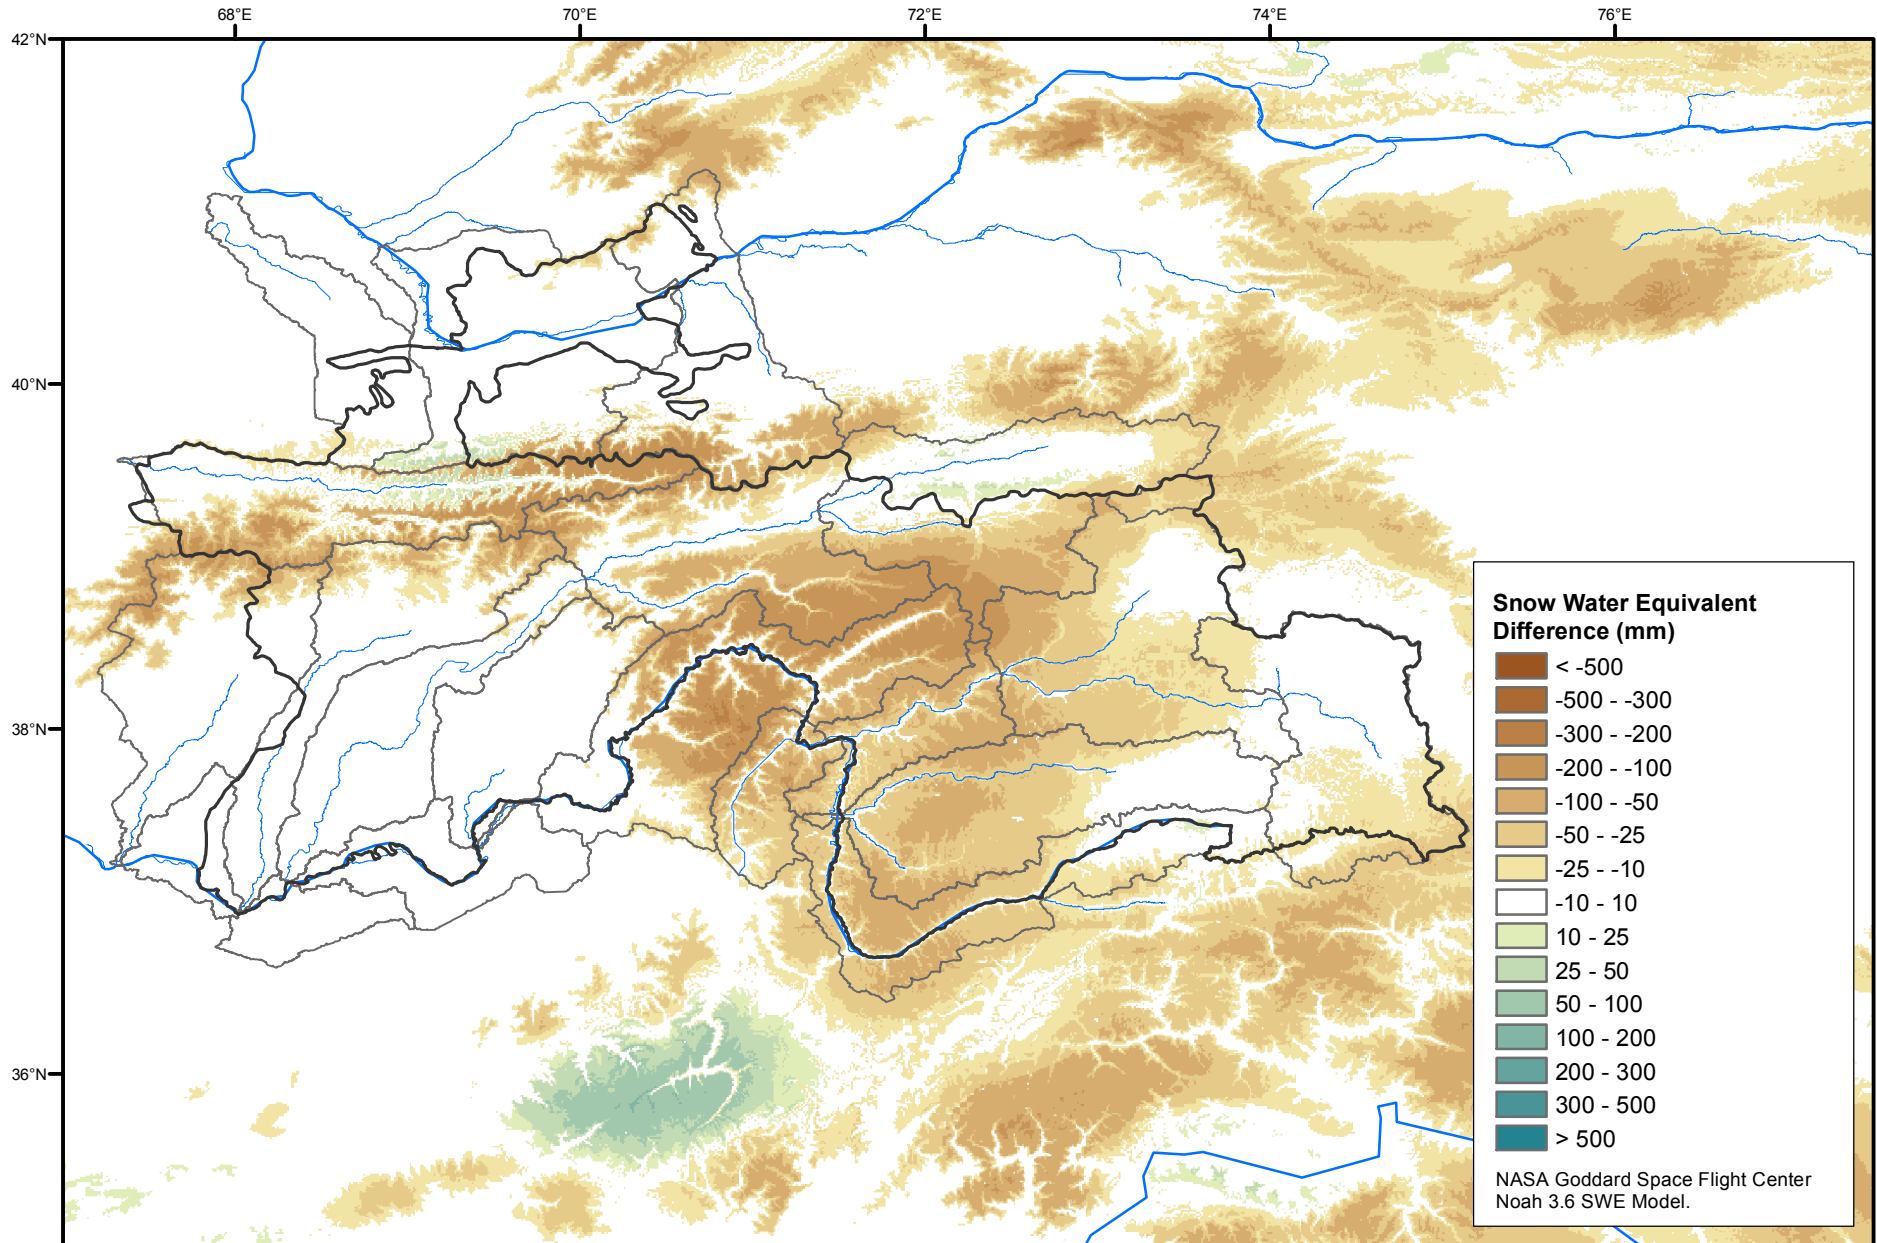 68°E 70°E 72°E 74°E 76°E
42°N
40°N
38°N
36°N
Snow Water Equivalent
Difference (mm)
< -500
-500 - -300
-300 - -200
-200 - -100
-100 - -50
-50 - -25
-25 - -10
-10 - 10
10 - 25
25 - 50
50 - 100
100 - 200
200 - 300
300 - 500
> 500
NASA Goddard Space Flight Center
Noah 3.6 SWE Model.